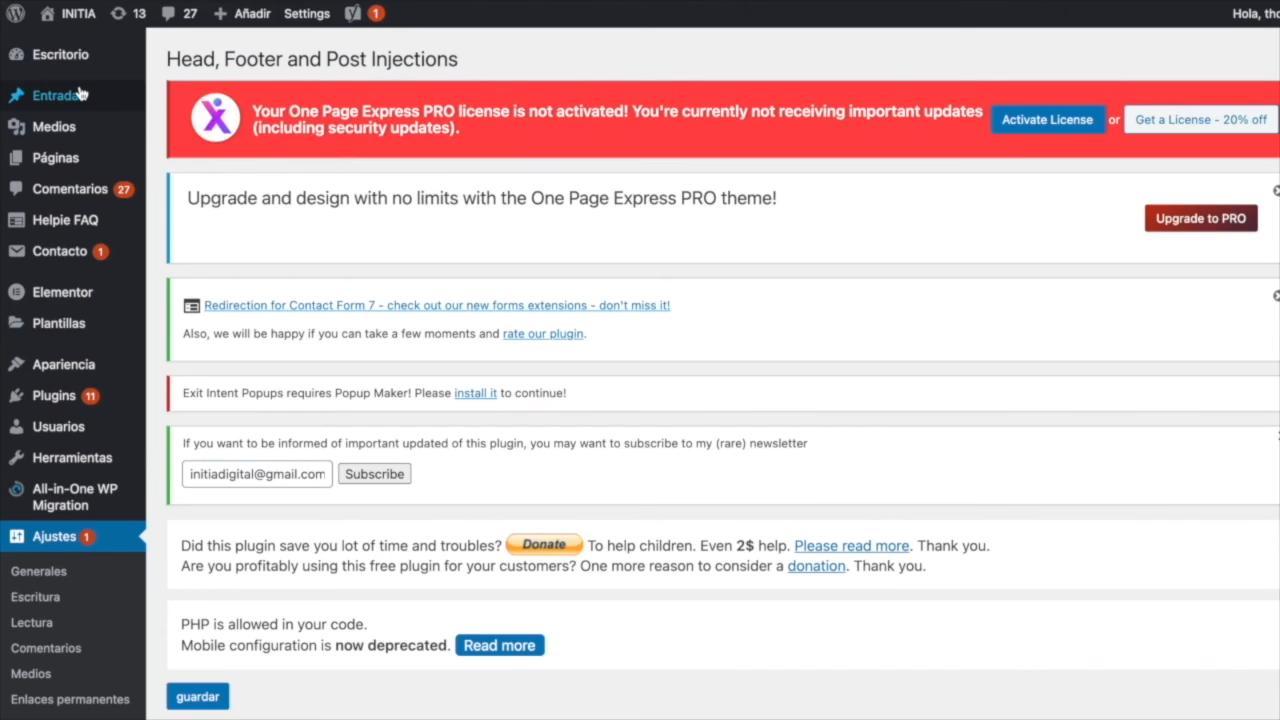 INITIA 13 27 Añadir Settings 1 Hola, tho
Escritorio
Entradas
Medios
Páginas
Comentarios 27
Helpie FAQ
Contacto 1
Elementor
Plantillas
Apariencia
Plugins 11
Usuarios
Herramientas
All-in-One WP
Migration
Ajustes 1
Generales
Escritura
Lectura
Comentarios
Medios
Enlaces permanentes
Head, Footer and Post Injections
Your One Page Express PRO license is not activated! You're currently not receiving important updates
(including security updates).
Activate License or Get a License - 20% off
Upgrade and design with no limits with the One Page Express PRO theme!
Upgrade to PRO
Redirection for Contact Form 7 - check out our new forms extensions - don't miss it!
Also, we will be happy if you can take a few moments and rate our plugin.
Exit Intent Popups requires Popup Maker! Please install it to continue!
If you want to be informed of important updated of this plugin, you may want to subscribe to my (rare) newsletter
initiadigital@gmail.com Subscribe
Did this plugin save you lot of time and troubles? Donate To help children. Even 2$ help. Please read more. Thank you.
Are you profitably using this free plugin for your customers? One more reason to consider a donation. Thank you.
PHP is allowed in your code.
Mobile configuration is now deprecated. Read more
guardar